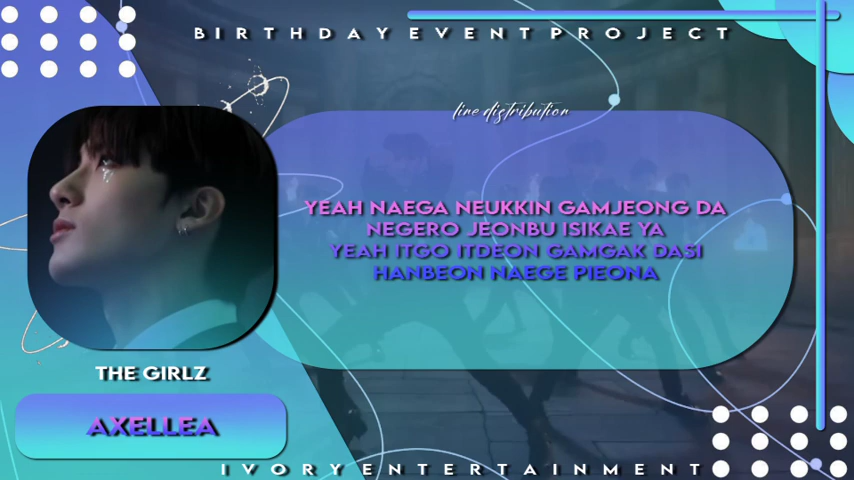 BIRTHDAY EVENT PROJECT
line distribution
YEAH NAEGA NEUKKIN GAMJEONG DA
NEGERO JEONBU ISIKAE YA
YEAH ITGO ITDEON GAMGAK DASI
HANBEON NAEGE PIEONA
THE GIRLZ
AXELLEA
IVORY ENTERTAINMENT